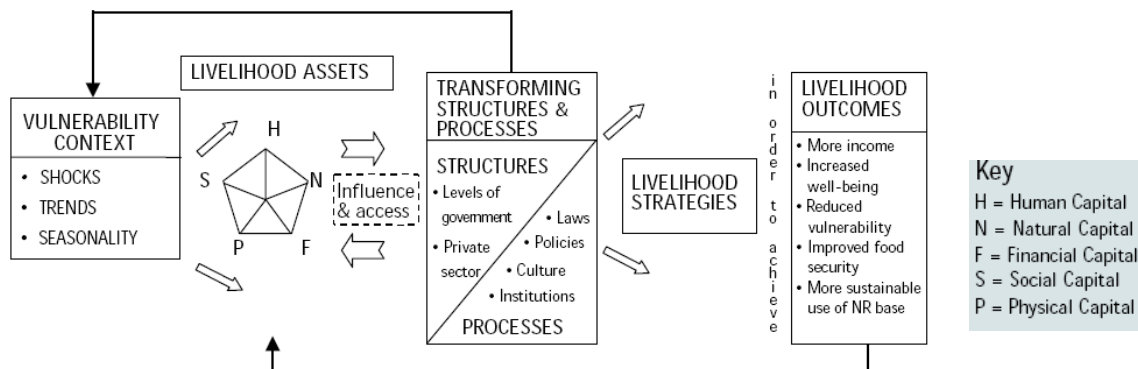 LIVELIHOOD ASSETS
VULNERABILITY
CONTEXT
• SHOCKS
• TRENDS
• SEASONALITY
H
S
N
P
F
Influence
& access
TRANSFORMING
STRUCTURES &
PROCESSES
STRUCTURES
• Levels of
government
• Private
sector
• Laws
• Policies
• Culture
• Institutions
PROCESSES
LIVELIHOOD
STRATEGIES
in order to achieve
LIVELIHOOD
OUTCOMES
• More income
• Increased
well-being
• Reduced
vulnerability
• Improved food
security
• More sustainable
use of NR base
Key
H = Human Capital
N = Natural Capital
F = Financial Capital
S = Social Capital
P = Physical Capital